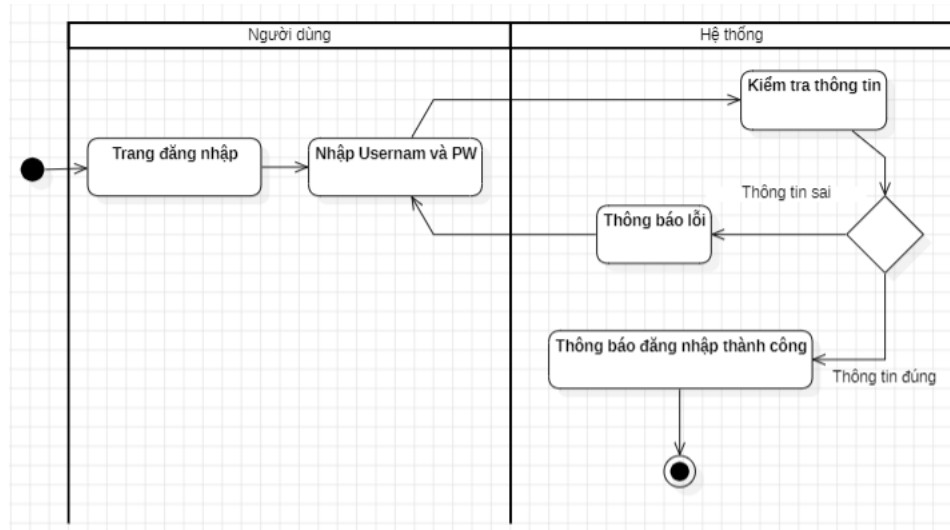 Người dùng
Hệ thống
Kiểm tra thông tin
Trang đăng nhập
Nhập Usernam và PW
Thông tin sai
Thông báo lỗi
Thông báo đăng nhập thành công
Thông tin đúng